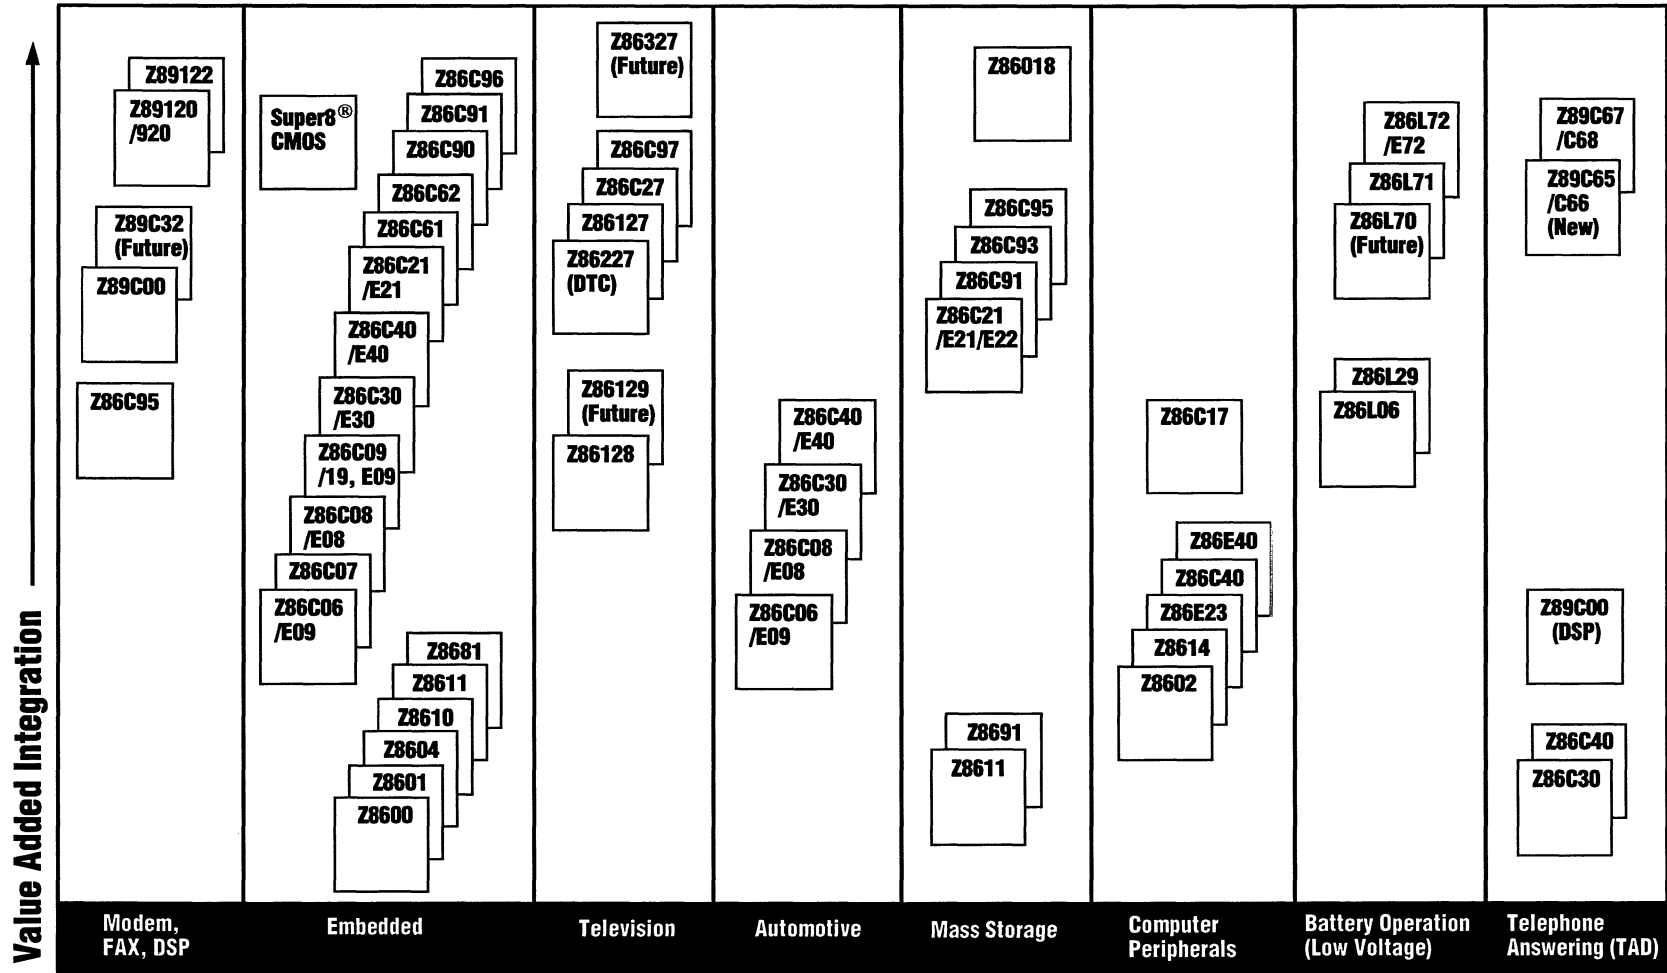 Value Added Integration
Z89122
Z89120
/920
Z89C32
(Future)
Z89C00
Z86C95
Modem,
FAX, DSP
Super8®
CMOS
Z86C96
Z86C91
Z86C90
Z86C62
Z86C61
Z86C21
/E21
Z86C40
/E40
Z86C30
/E30
Z86C09
/19, E09
Z86C08
/E08
Z86C07
Z86C06
/E09
Z8681
Z8611
Z8610
Z8604
Z8601
Z8600
Embedded
Z86327
(Future)
Z86C97
Z86C27
Z86127
Z86227
(DTC)
Z86129
(Future)
Z86128
Television
Z86C40
/E40
Z86C30
/E30
Z86C08
/E08
Z86C06
/E09
Automotive
Z86018
Z86C95
Z86C93
Z86C91
Z86C21
/E21/E22
Z8691
Z8611
Mass Storage
Z86C17
Z86E40
Z86C40
Z86E23
Z8614
Z8602
Computer
Peripherals
Z86L72
/E72
Z86L71
Z86L70
(Future)
Z86L29
Z86L06
Battery Operation
(Low Voltage)
Z89C67
/C68
Z89C65
/C66
(New)
Z89C00
(DSP)
Z86C40
Z86C30
Telephone
Answering (TAD)